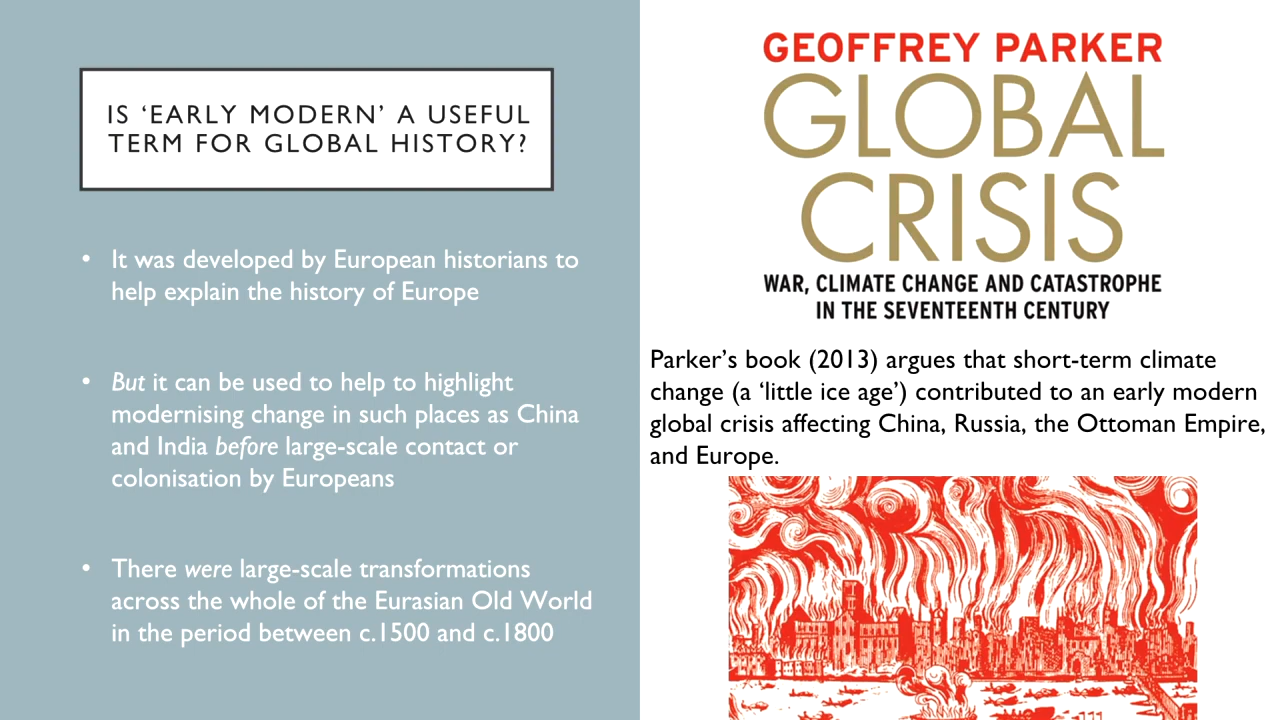 IS ‘EARLY MODERN’ A USEFUL
TERM FOR GLOBAL HISTORY?
• It was developed by European historians to
help explain the history of Europe
• But it can be used to help to highlight
modernising change in such places as China
and India before large-scale contact or
colonisation by Europeans
• There were large-scale transformations
across the whole of the Eurasian Old World
in the period between c.1500 and c.1800
GEOFFREY PARKER
GLOBAL
CRISIS
WAR, CLIMATE CHANGE AND CATASTROPHE
IN THE SEVENTEENTH CENTURY
Parker’s book (2013) argues that short-term climate
change (a ‘little ice age’) contributed to an early modern
global crisis affecting China, Russia, the Ottoman Empire,
and Europe.